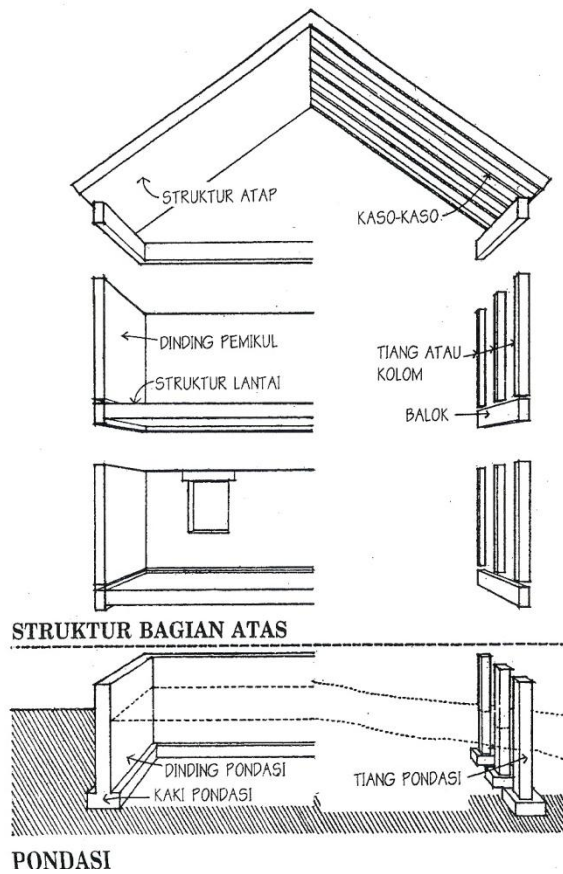 STRUKTUR ATAP
KASO-KASO
DINDING PEMIKUL
STRUKTUR LANTAI
TIANG ATAU
KOLOM
BALOK
STRUKTUR BAGIAN ATAS
DINDING PONDASI
KAKI PONDASI
TIANG PONDASI
PONDASI